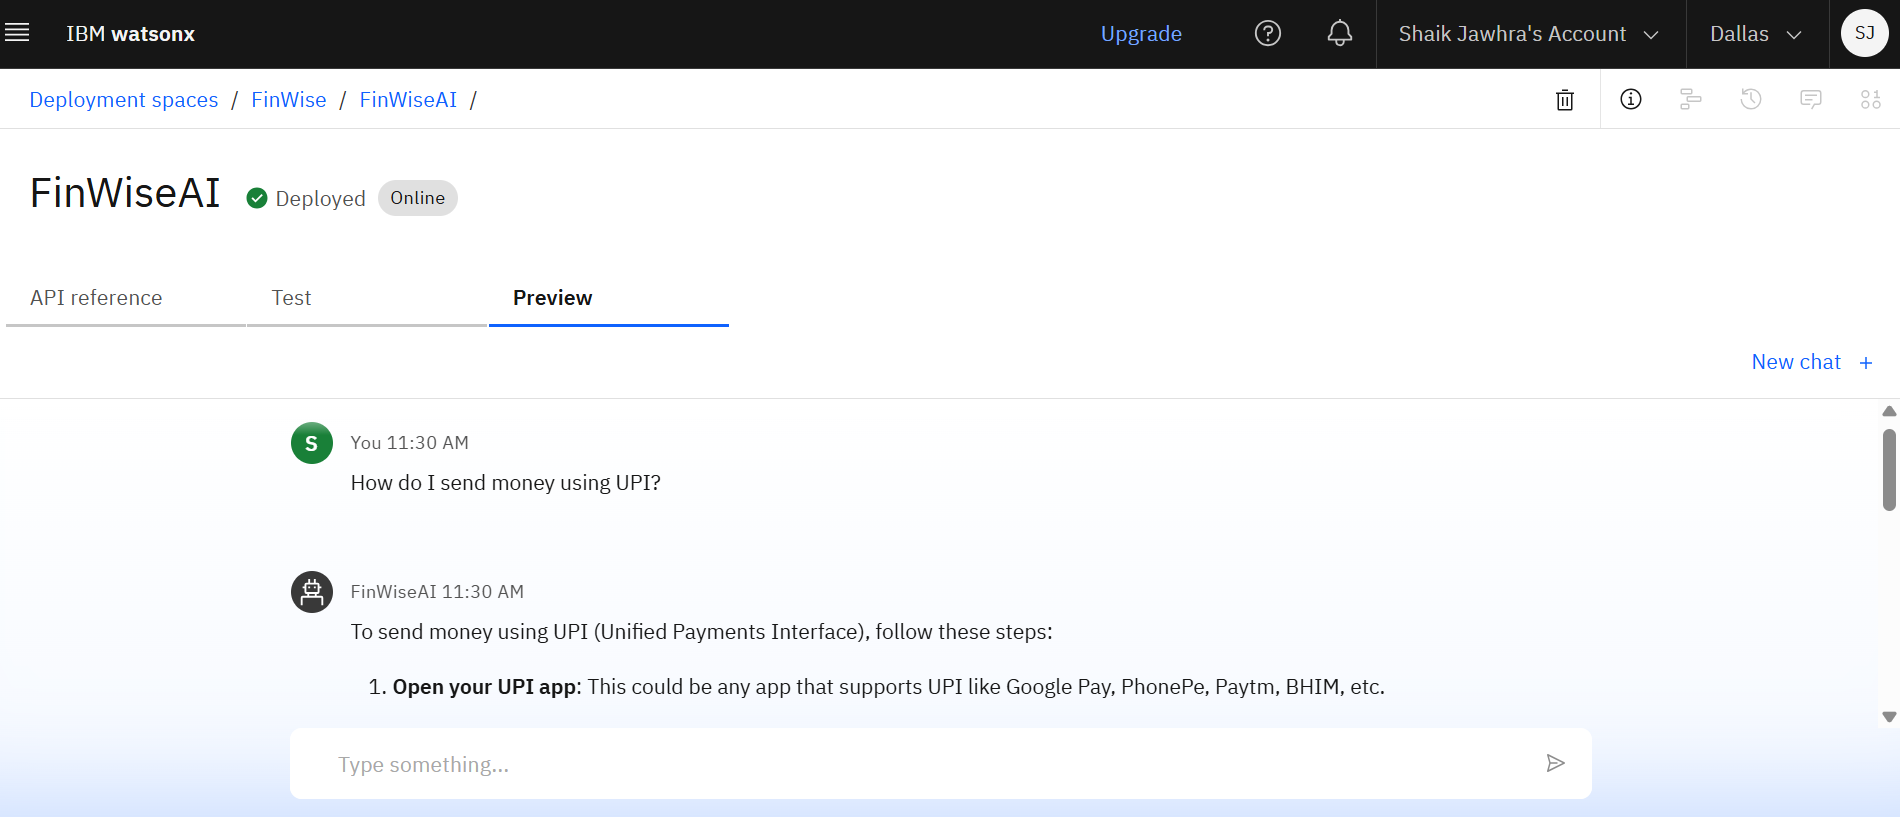 IBM watsonx
Upgrade
Shaik Jawhra's Account
Dallas
SJ
Deployment spaces / FinWise / FinWiseAI /
FinWiseAI
Deployed
Online
API reference
Test
Preview
New chat +
S
You 11:30 AM
How do I send money using UPI?
FinWiseAI 11:30 AM
To send money using UPI (Unified Payments Interface), follow these steps:
1. Open your UPI app: This could be any app that supports UPI like Google Pay, PhonePe, Paytm, BHIM, etc.
Type something...